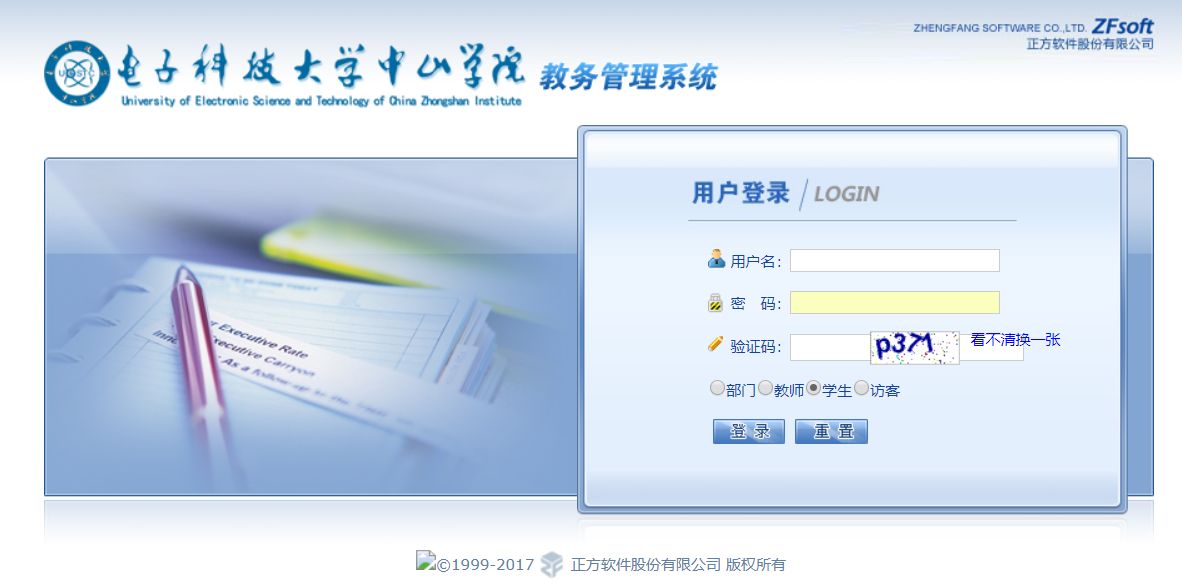 ZHENGFANG SOFTWARE CO.,LTD. ZFsoft
正方软件股份有限公司
电子科技大学中山学院 教务管理系统
University of Electronic Science and Technology of China Zhongshan Institute
用户登录 / LOGIN
用户名：
密 码：
验证码： p371 看不清换一张
部门 教师 学生 访客
登 录 重 置
Executive Rate
Executive Carryon
As a follow-up to the
©1999-2017 正方软件股份有限公司 版权所有